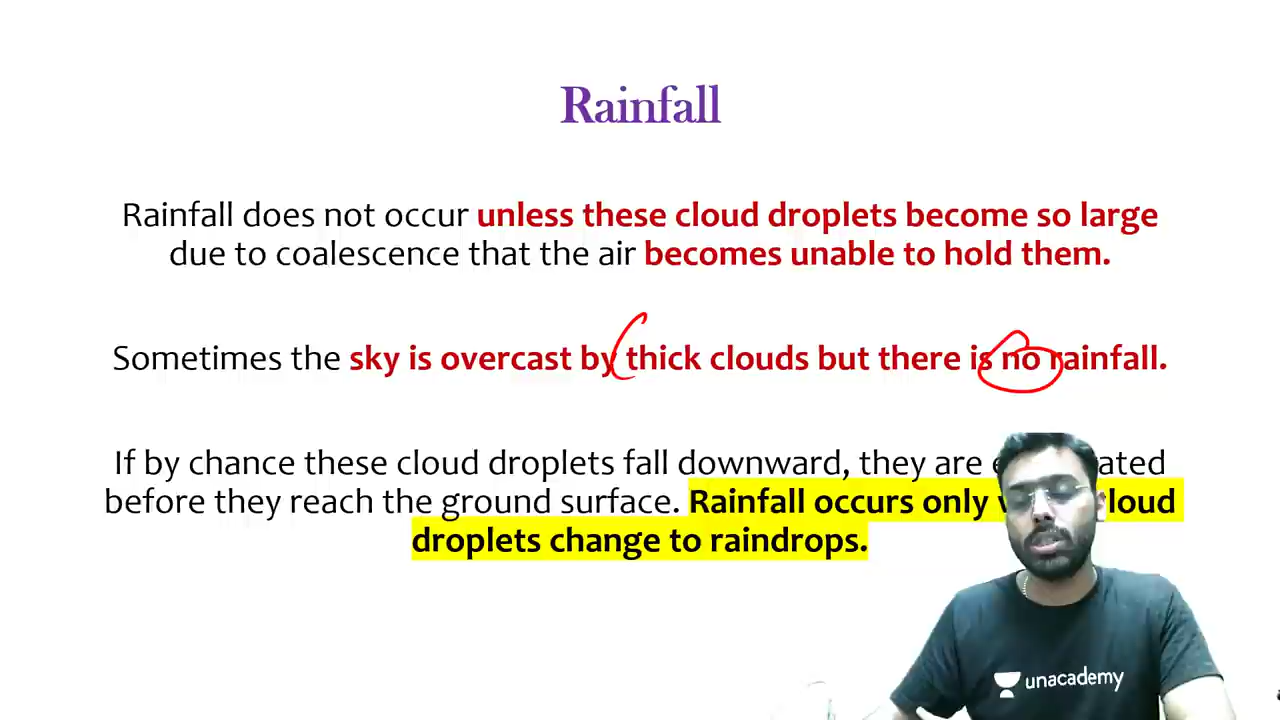 Rainfall
Rainfall does not occur unless these cloud droplets become so large
due to coalescence that the air becomes unable to hold them.
Sometimes the sky is overcast by thick clouds but there is no rainfall.
If by chance these cloud droplets fall downward, they are
before they reach the ground surface. Rainfall occurs only
droplets change to raindrops.
unacademy